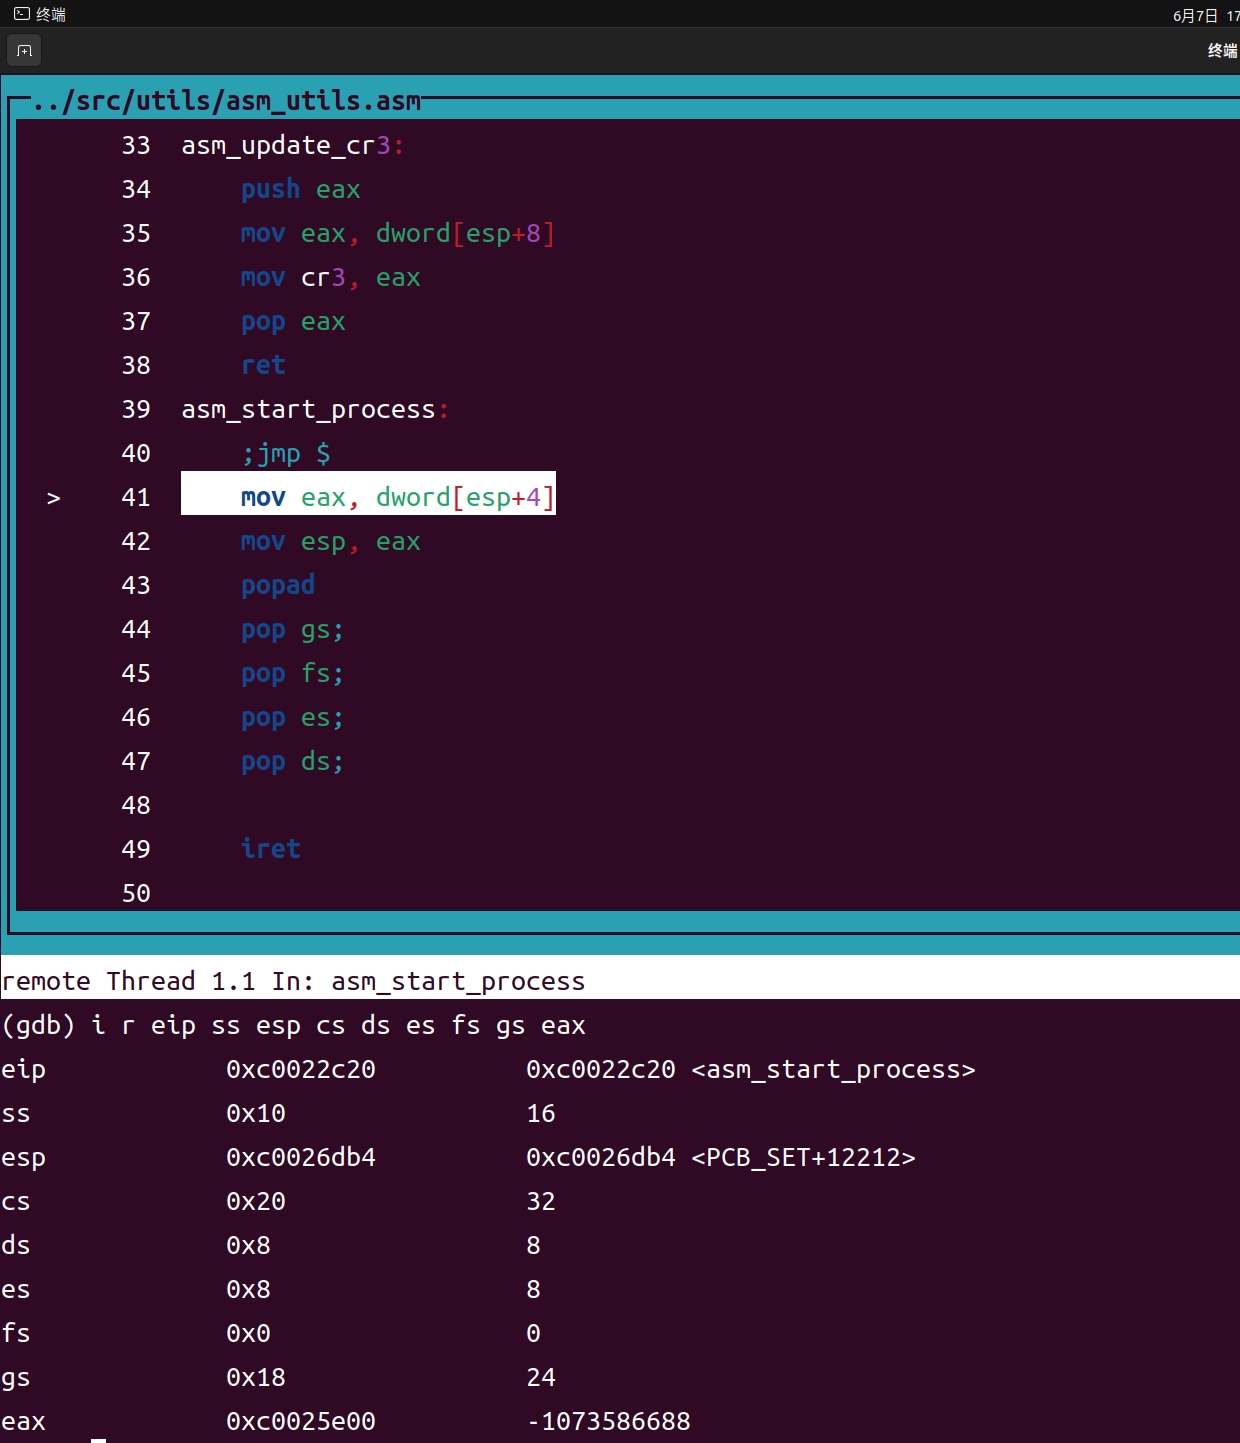 终端
6月7日 17
终端
../src/utils/asm_utils.asm
33 asm_update_cr3:
34 push eax
35 mov eax, dword[esp+8]
36 mov cr3, eax
37 pop eax
38 ret
39 asm_start_process:
40 ;jmp $
> 41 mov eax, dword[esp+4]
42 mov esp, eax
43 popad
44 pop gs;
45 pop fs;
46 pop es;
47 pop ds;
48
49 iret
50
remote Thread 1.1 In: asm_start_process
(gdb) i r eip ss esp cs ds es fs gs eax
eip 0xc0022c20 0xc0022c20 <asm_start_process>
ss 0x10 16
esp 0xc0026db4 0xc0026db4 <PCB_SET+12212>
cs 0x20 32
ds 0x8 8
es 0x8 8
fs 0x0 0
gs 0x18 24
eax 0xc0025e00 -1073586688